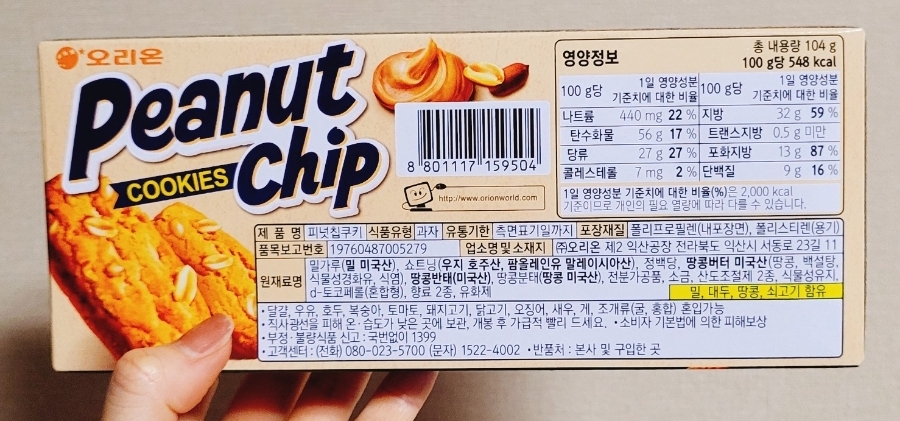 오리온
Peanut
COOKIES Chip
8 801117 159504
http://www.orionworld.com
영양정보
총 내용량 104 g
100 g당 548 kcal
100 g당 1일 영양성분 기준치에 대한 비율 100 g당 1일 영양성분 기준치에 대한 비율
나트륨 440 mg 22 % 지방 32 g 59 %
탄수화물 56 g 17 % 트랜스지방 0.5 g 미만
당류 27 g 27 % 포화지방 13 g 87 %
콜레스테롤 7 mg 2 % 단백질 9 g 16 %
1일 영양성분 기준치에 대한 비율(%)은 2,000 kcal
기준이므로 개인의 필요 열량에 따라 다를 수 있습니다.
제 품 명 피넛칩쿠키 식품유형 과자 유통기한 측면표기일까지 포장재질 폴리프로필렌(내포장면), 폴리스티렌(용기)
품목보고번호 19760487005279 업소명 및 소재지 ㈜오리온 제2 익산공장 전라북도 익산시 서동로 23길 11
원재료명 밀가루(밀 미국산), 쇼트닝(우지 호주산, 팜올레인유 말레이시아산), 정백당, 땅콩버터 미국산(땅콩, 백설탕,
식물성경화유, 식염), 땅콩반태(미국산), 땅콩분태(땅콩 미국산), 전분가공품, 소금, 산도조절제 2종, 식물성유지,
d-토코페롤(혼합형), 향료 2종, 유화제
밀, 대두, 땅콩, 쇠고기 함유
•달걀, 우유, 호두, 복숭아, 토마토, 돼지고기, 닭고기, 오징어, 새우, 게, 조개류(굴, 홍합) 혼입가능
•직사광선을 피해 온·습도가 낮은 곳에 보관, 개봉 후 가급적 빨리 드세요. •소비자 기본법에 의한 피해보상
•부정·불량식품 신고 : 국번없이 1399
•고객센터 : (전화) 080-023-5700 (문자) 1522-4002 •반품처 : 본사 및 구입한 곳